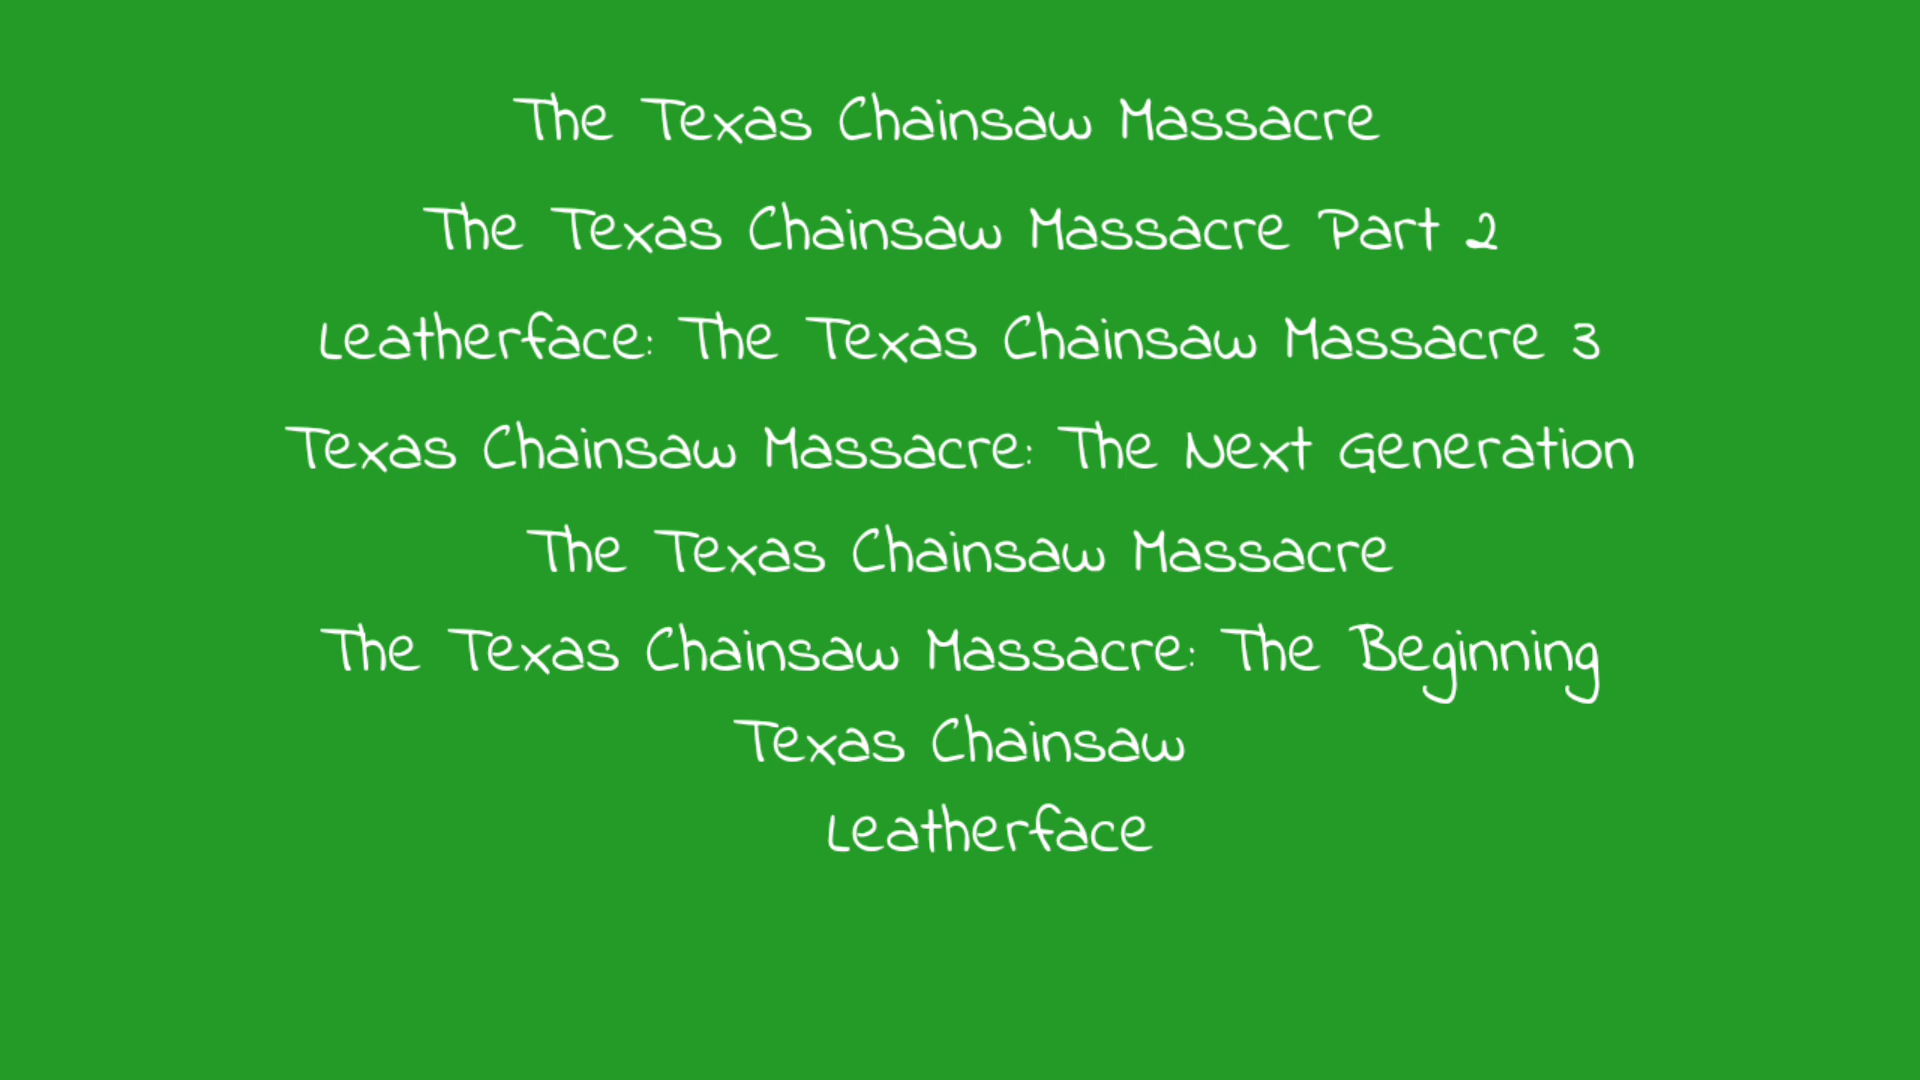 The Texas Chainsaw Massacre
The Texas Chainsaw Massacre Part 2
Leatherface: The Texas Chainsaw Massacre 3
Texas Chainsaw Massacre: The Next Generation
The Texas Chainsaw Massacre
The Texas Chainsaw Massacre: The Beginning
Texas Chainsaw
Leatherface